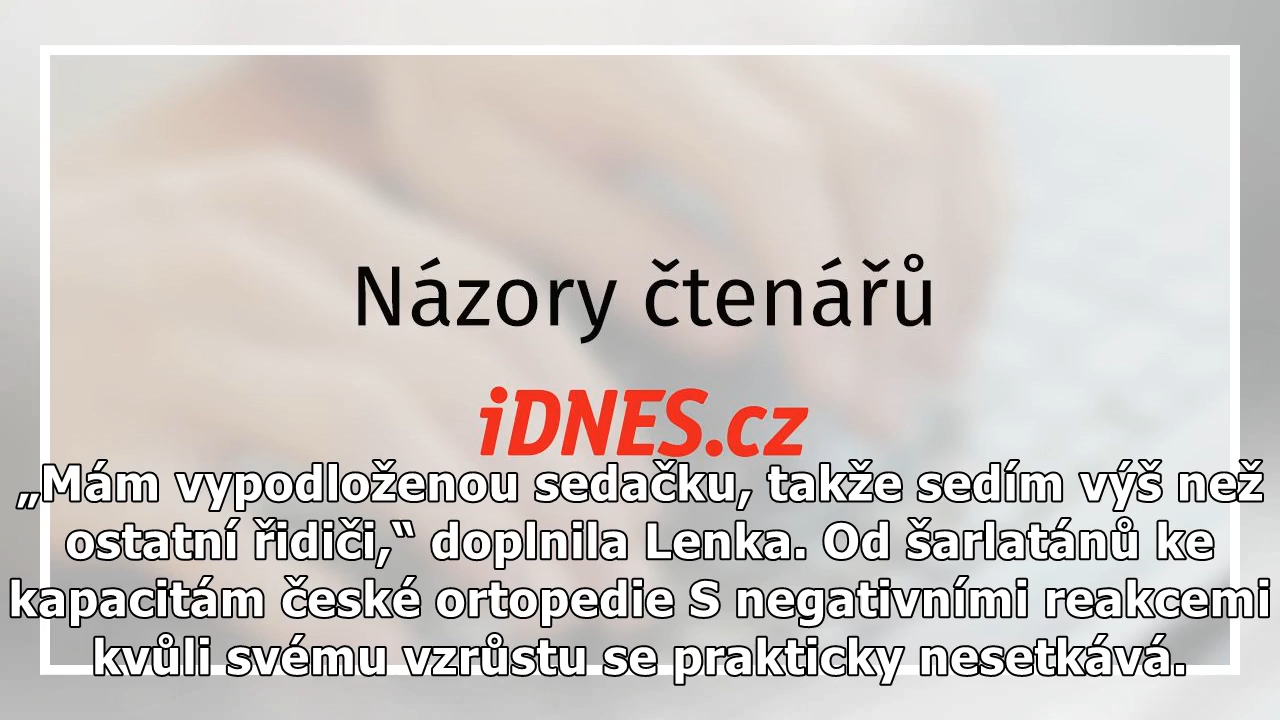 Názory čtenářů
iDNES.cz
„Mám vypodloženou sedačku, takže sedím výš než
ostatní řidiči,“ doplnila Lenka. Od šarlatánů ke
kapacitám české ortopedie S negativními reakcemi
kvůli svému vzrůstu se prakticky nesetkává.